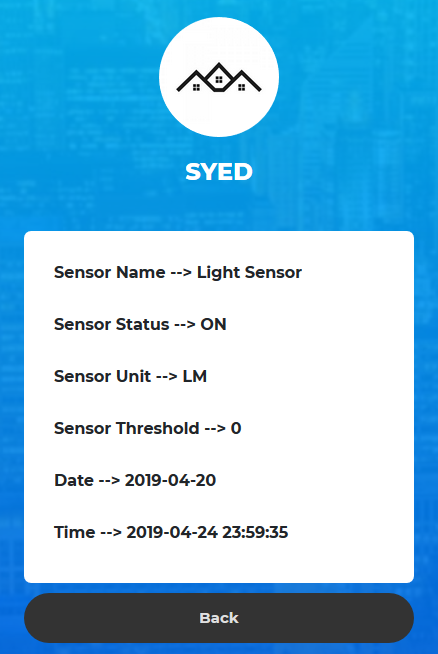 SYED
Sensor Name --> Light Sensor
Sensor Status --> ON
Sensor Unit --> LM
Sensor Threshold --> 0
Date --> 2019-04-20
Time --> 2019-04-24 23:59:35
Back